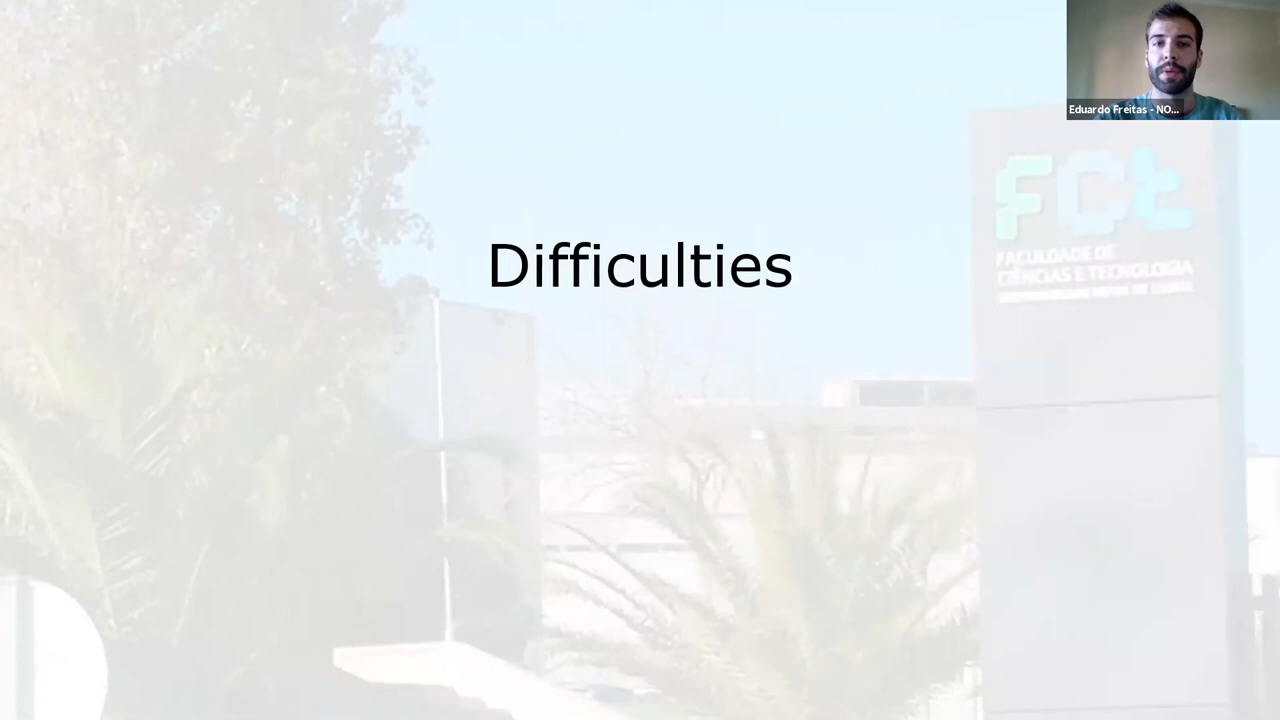 Eduardo Freitas - NO...
FCt
FACULDADE DE
CIÊNCIAS E TECNOLOGIA
Difficulties